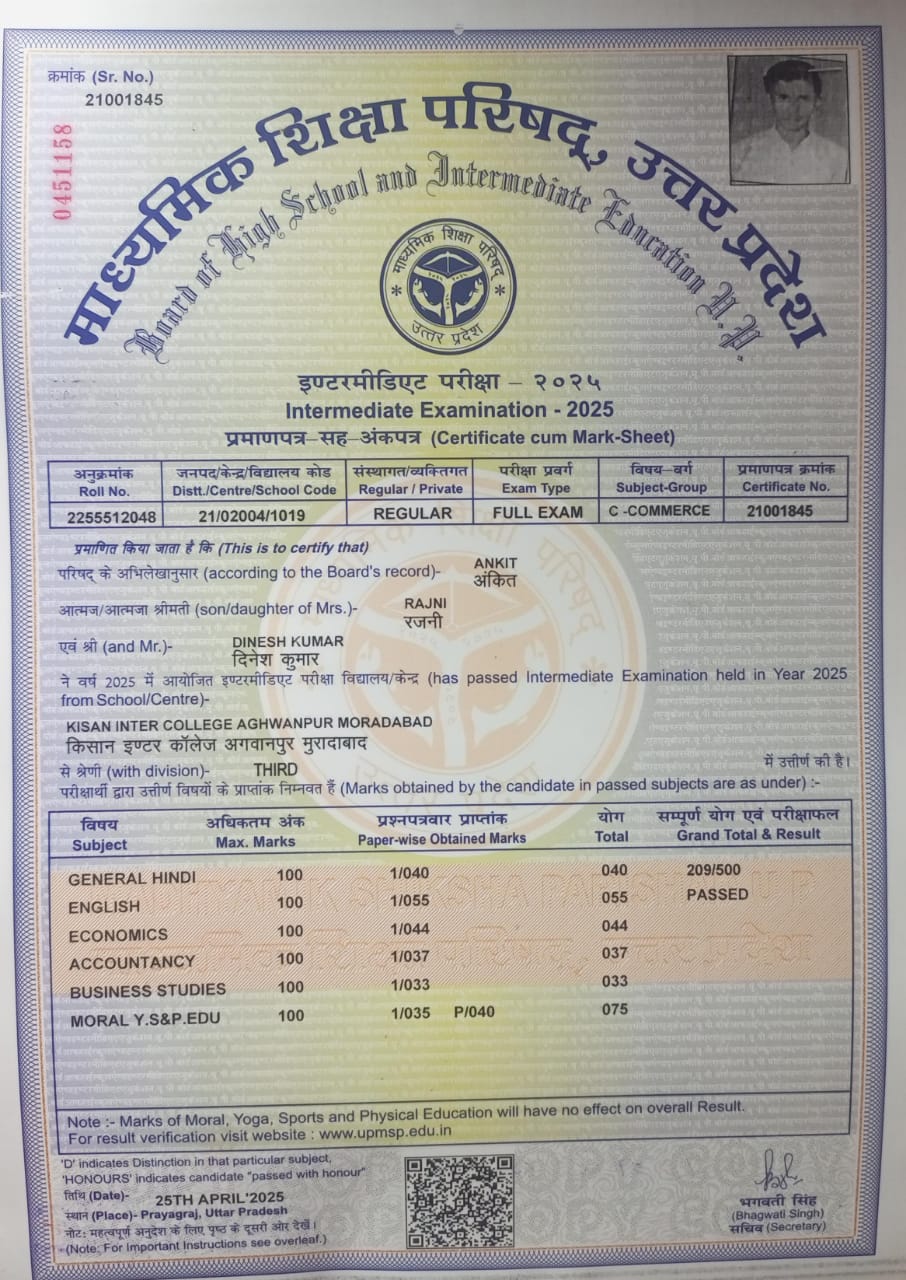 क्रमांक (Sr. No.)
21001845
0451158
माध्यमिक शिक्षा परिषद्, उत्तर प्रदेश
Board of High School and Intermediate Education U.P.
माध्यमिक शिक्षा परिषद्
उत्तर प्रदेश
इण्टरमीडिएट परीक्षा – २०२५
Intermediate Examination - 2025
प्रमाणपत्र–सह–अंकपत्र (Certificate cum Mark-Sheet)
अनुक्रमांक जनपद/केन्द्र/विद्यालय कोड संस्थागत/व्यक्तिगत परीक्षा प्रवर्ग विषय–वर्ग प्रमाणपत्र क्रमांक
Roll No. Distt./Centre/School Code Regular / Private Exam Type Subject-Group Certificate No.
2255512048 21/02004/1019 REGULAR FULL EXAM C -COMMERCE 21001845
प्रमाणित किया जाता है कि (This is to certify that)
ANKIT
परिषद् के अभिलेखानुसार (according to the Board's record)- अंकित
RAJNI
आत्मज/आत्मजा श्रीमती (son/daughter of Mrs.)- रजनी
एवं श्री (and Mr.)- DINESH KUMAR
दिनेश कुमार
ने वर्ष 2025 में आयोजित इण्टरमीडिएट परीक्षा विद्यालय/केन्द्र (has passed Intermediate Examination held in Year 2025
from School/Centre)-
KISAN INTER COLLEGE AGHWANPUR MORADABAD
किसान इण्टर कॉलेज अगवानपुर मुरादाबाद
से श्रेणी (with division)- THIRD में उत्तीर्ण की है।
परीक्षार्थी द्वारा उत्तीर्ण विषयों के प्राप्तांक निम्नवत हैं (Marks obtained by the candidate in passed subjects are as under) :-
विषय अधिकतम अंक प्रश्नपत्रवार प्राप्तांक योग सम्पूर्ण योग एवं परीक्षाफल
Subject Max. Marks Paper-wise Obtained Marks Total Grand Total & Result
GENERAL HINDI 100 1/040 040 209/500
ENGLISH 100 1/055 055 PASSED
ECONOMICS 100 1/044 044
ACCOUNTANCY 100 1/037 037
BUSINESS STUDIES 100 1/033 033
MORAL Y.S&P.EDU 100 1/035 P/040 075
Note :- Marks of Moral, Yoga, Sports and Physical Education will have no effect on overall Result.
For result verification visit website : www.upmsp.edu.in
'D' indicates Distinction in that particular subject,
'HONOURS' indicates candidate "passed with honour"
तिथि (Date)- 25TH APRIL'2025
स्थान (Place)- Prayagraj, Uttar Pradesh
नोट: महत्वपूर्ण अनुदेश के लिए पृष्ठ के दूसरी ओर देखें।
(Note: For Important Instructions see overleaf.)
भगवती सिंह
(Bhagwati Singh)
सचिव (Secretary)